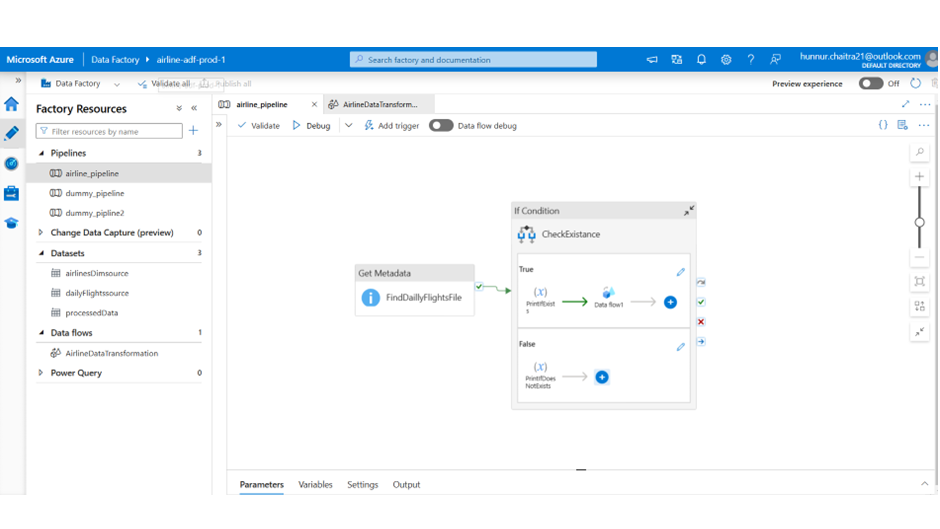 Microsoft Azure Data Factory airline-adf-prod-1 Search factory and documentation hunnur.chaitra21@outlook.com
DEFAULT DIRECTORY
Data Factory Validate all Publish all Preview experience Off
Factory Resources
Filter resources by name
Pipelines 3
airline_pipeline
dummy_pipeline
dummy_pipline2
Change Data Capture (preview) 0
Datasets 3
airlinesDimsource
dailyFlightssource
processedData
Data flows 1
AirlineDataTransformation
Power Query 0
airline_pipeline AirlineDataTransform...
Validate Debug Add trigger Data flow debug
Get Metadata
FindDaillyFlightsFile
If Condition
CheckExistance
True
(x)
PrintifExist
s
Data flow1
False
(x)
PrintifDoes
NotExists
Parameters Variables Settings Output